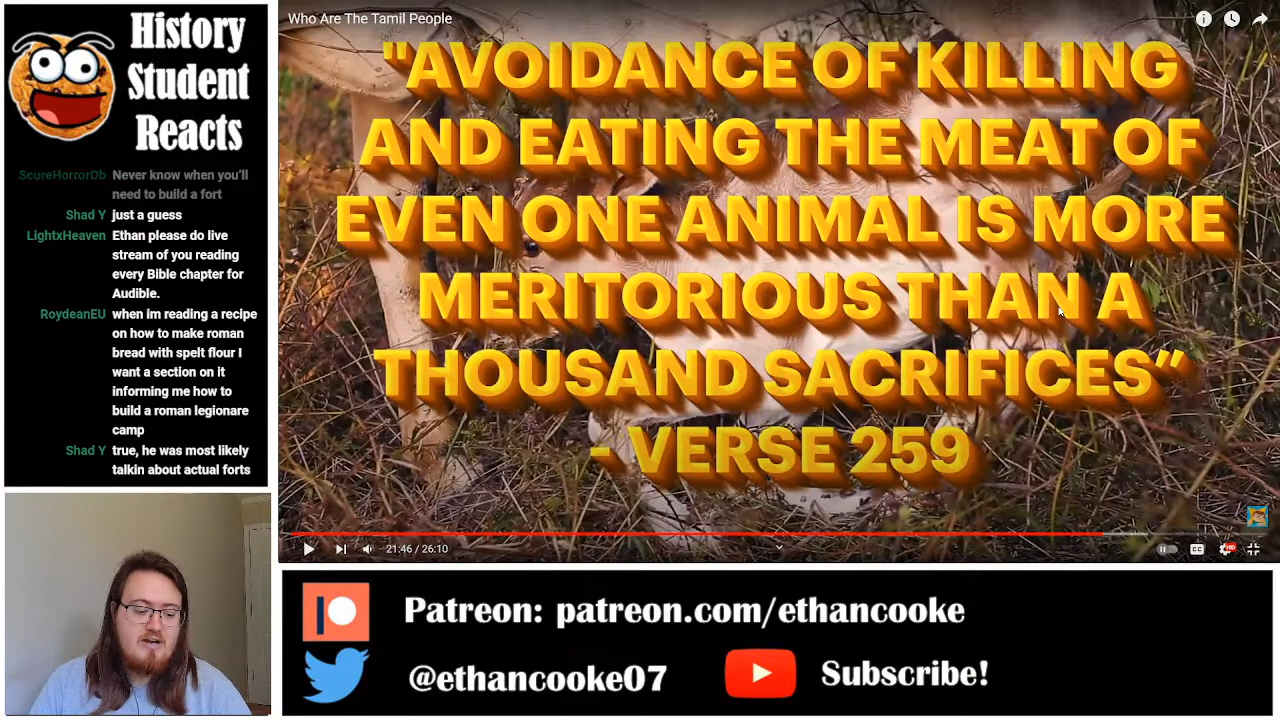 History
Student
Reacts
ScureHorrorOb Never know when you'll
need to build a fort
Shad Y just a guess
LightxHeaven Ethan please do live
stream of you reading
every Bible chapter for
Audible.
RoydeanEU when im reading a recipe
on how to make roman
bread with spelt flour I
want a section on it
informing me how to
build a roman legionare
camp
Shad Y true, he was most likely
talkin about actual forts
Who Are The Tamil People
"AVOIDANCE OF KILLING
AND EATING THE MEAT OF
EVEN ONE ANIMAL IS MORE
MERITORIOUS THAN A
THOUSAND SACRIFICES”
- VERSE 259
21:46 / 26:10
CC
HD
Patreon: patreon.com/ethancooke
@ethancooke07
Subscribe!